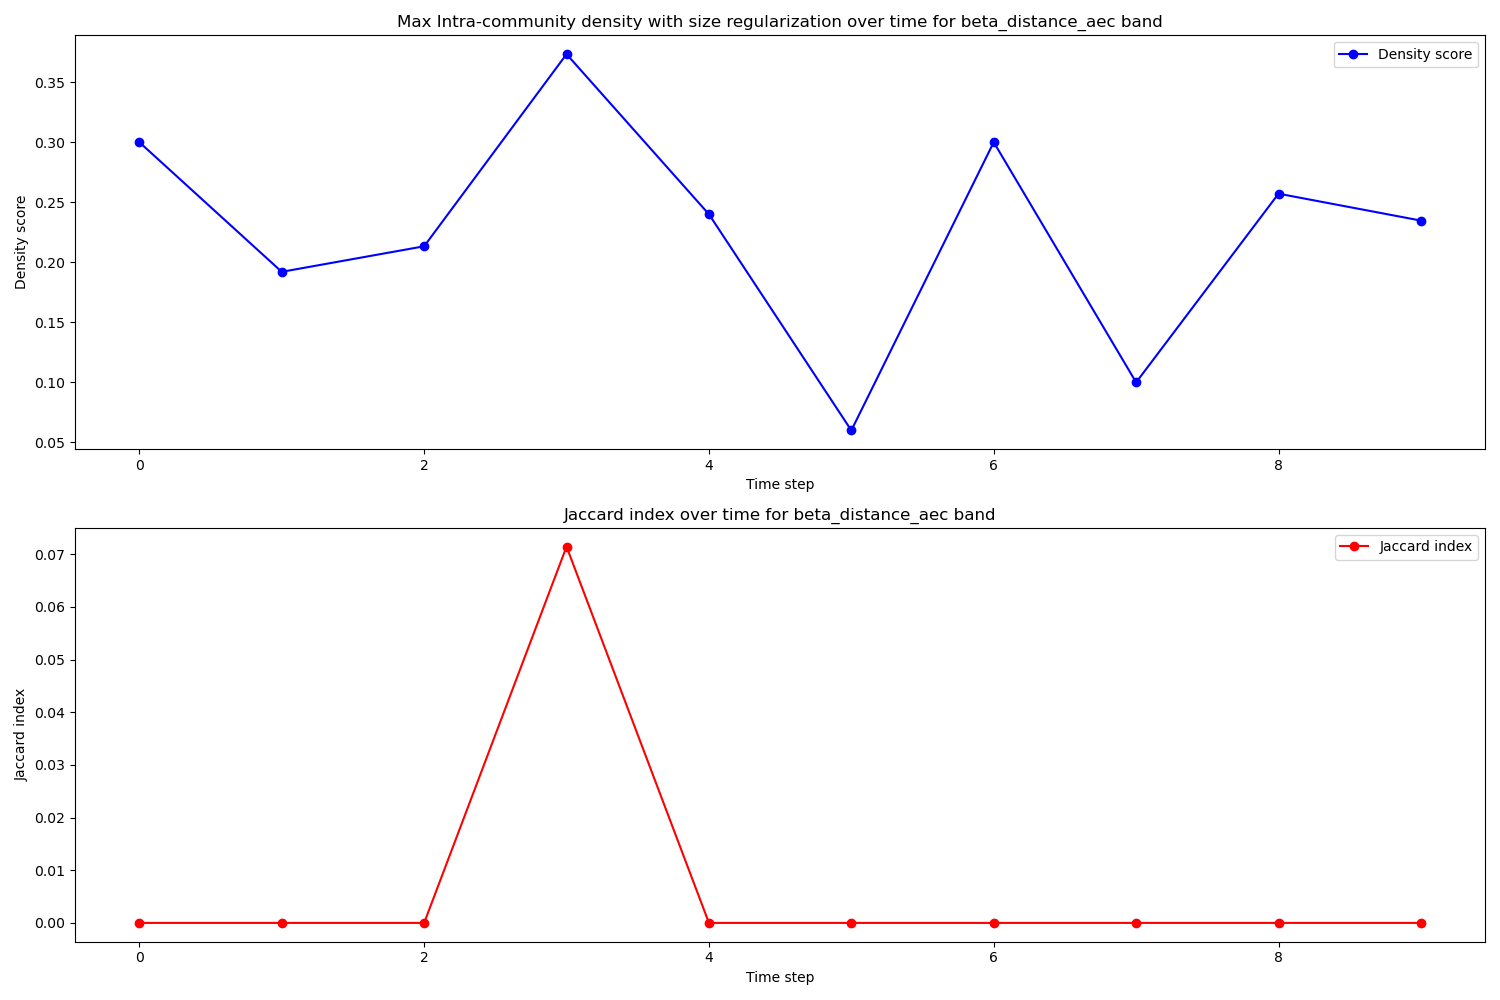 Max Intra-community density with size regularization over time for beta_distance_aec band
Density score
0.35
0.30
0.25
0.20
0.15
0.10
0.05
Density score
0 2 4 6 8
Time step
Jaccard index over time for beta_distance_aec band
Jaccard index
0.07
0.06
0.05
0.04
0.03
0.02
0.01
0.00
Jaccard index
0 2 4 6 8
Time step